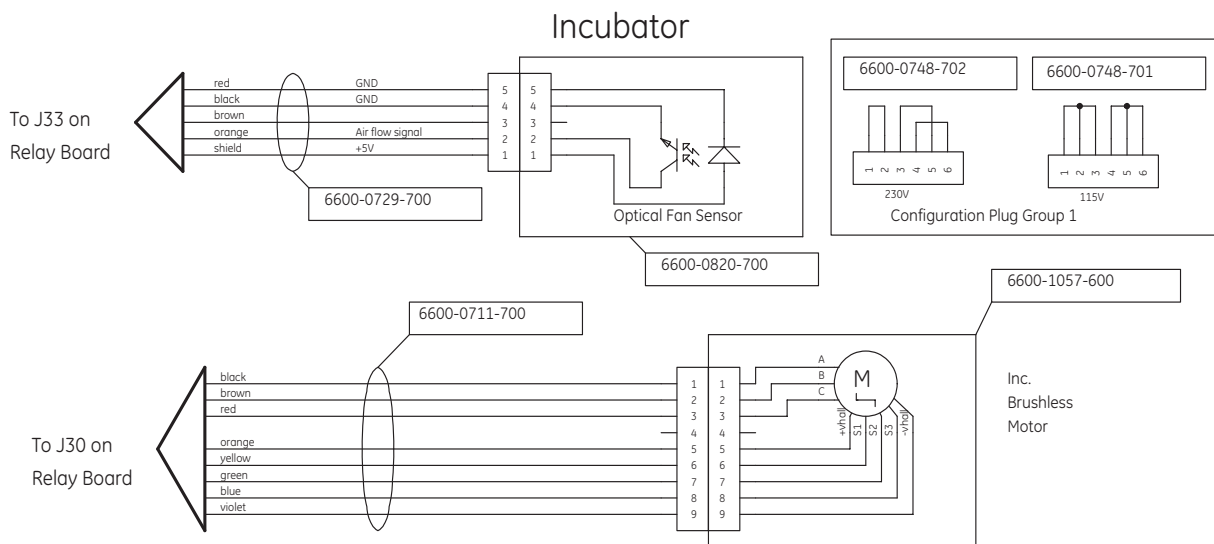 Incubator
To J33 on
Relay Board
red
GND
black
GND
brown
orange
Air flow signal
shield
+5V
5
4
3
2
1
5
4
3
2
1
Optical Fan Sensor
6600-0729-700
6600-0820-700
6600-0748-702
6600-0748-701
1
2
3
4
5
6
230V
1
2
3
4
5
6
115V
Configuration Plug Group 1
6600-1057-600
6600-0711-700
To J30 on
Relay Board
black
brown
red
orange
yellow
green
blue
violet
1
2
3
4
5
6
7
8
9
1
2
3
4
5
6
7
8
9
A
B
C
M
+vhall
S1
S2
S3
-vhall
Inc.
Brushless
Motor